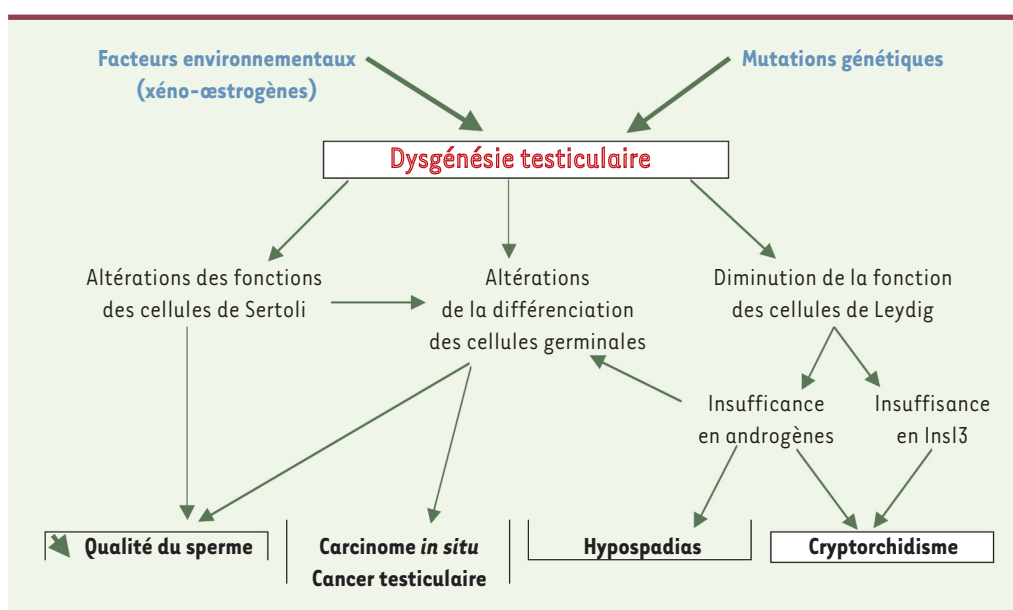 Facteurs environnementaux
(xéno-œstrogènes)
Mutations génétiques
Dysgénésie testiculaire
Altérations des fonctions
des cellules de Sertoli
Altérations
de la différenciation
des cellules germinales
Diminution de la fonction
des cellules de Leydig
Insufficance
en androgènes
Insuffisance
en Insl3
Qualité du sperme
Carcinome in situ
Cancer testiculaire
Hypospadias
Cryptorchidisme